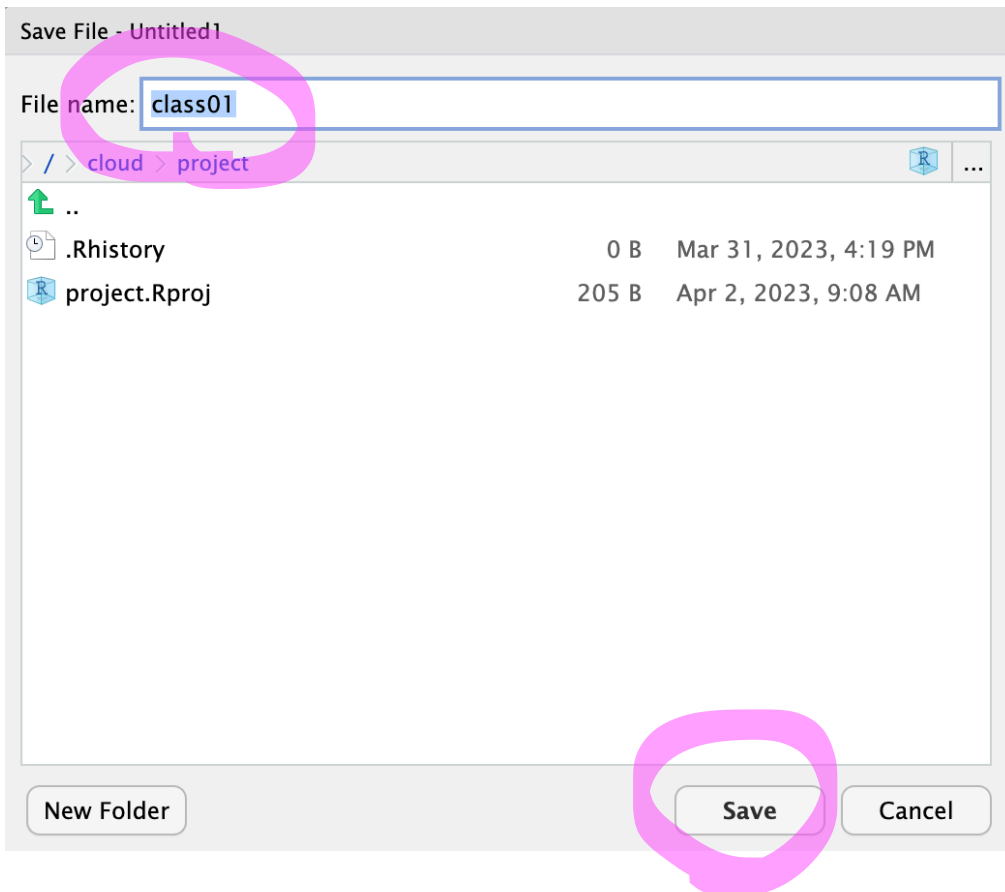 Save File - Untitled1
File name: class01
/ cloud project ...
..
.Rhistory 0 B Mar 31, 2023, 4:19 PM
project.Rproj 205 B Apr 2, 2023, 9:08 AM
New Folder Save Cancel